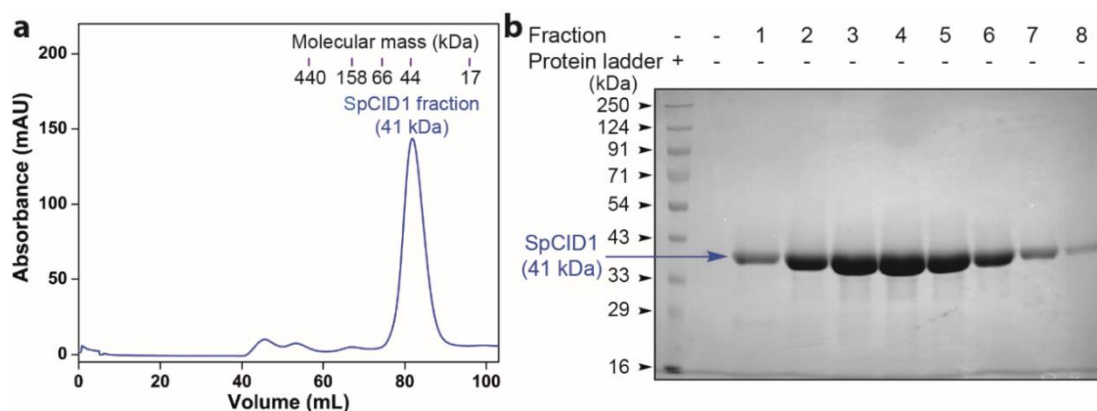 a
Molecular mass (kDa)
440 158 66 44 17
SpCID1 fraction
(41 kDa)
200
150
100
50
0
Absorbance (mAU)
0 20 40 60 80 100
Volume (mL)
b
Fraction - - 1 2 3 4 5 6 7 8
Protein ladder + - - - - - - - - -
(kDa)
250
124
91
71
54
43
33
29
16
SpCID1
(41 kDa)